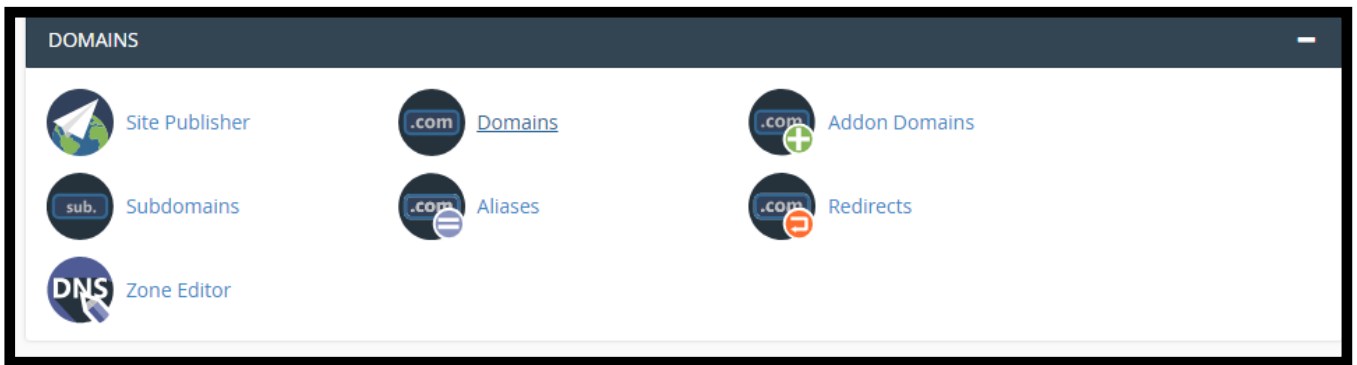 DOMAINS
Site Publisher
.com Domains
.com Addon Domains
sub. Subdomains
.com Aliases
.com Redirects
DNS Zone Editor